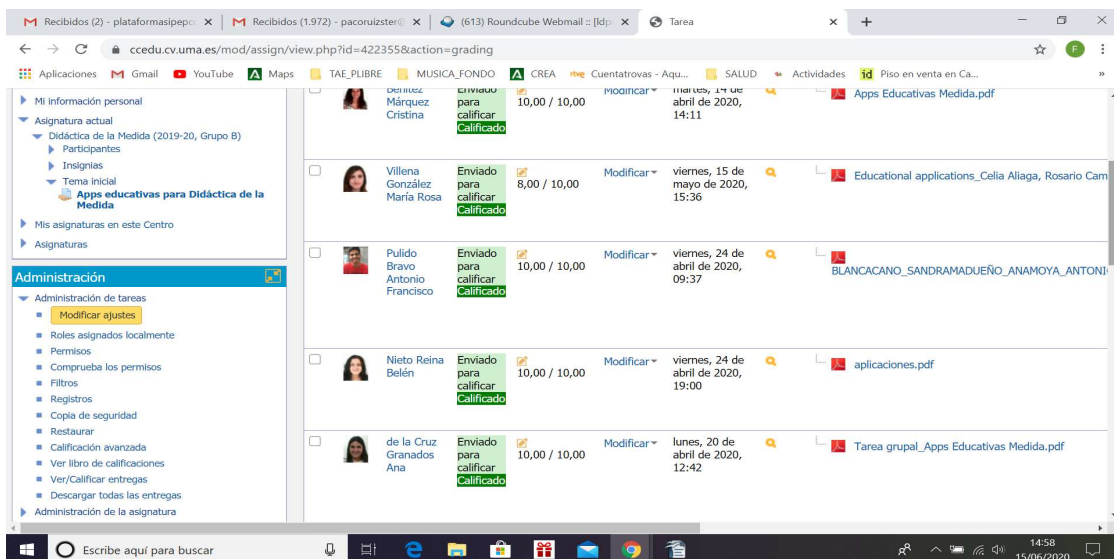 Recibidos (2) - plataformasipepc
Recibidos (1.972) - pacoruizster@
(613) Roundcube Webmail :: [Idp
Tarea
ccedu.cv.uma.es/mod/assign/view.php?id=422355&action=grading
F
Aplicaciones
Gmail
YouTube
Maps
TAE_PLIBRE
MUSICA_FONDO
CREA
rtve Cuentatrovas - Aqu...
SALUD
Actividades
id Piso en venta en Ca...
»
Mi información personal
Asignatura actual
Didáctica de la Medida (2019-20, Grupo B)
Participantes
Insignias
Tema inicial
Apps educativas para Didáctica de la
Medida
Mis asignaturas en este Centro
Asignaturas
Administración
Administración de tareas
Modificar ajustes
Roles asignados localmente
Permisos
Comprueba los permisos
Filtros
Registros
Copia de seguridad
Restaurar
Calificación avanzada
Ver libro de calificaciones
Ver/Calificar entregas
Descargar todas las entregas
Administración de la asignatura
Benítez
Márquez
Cristina
Enviado
para
calificar
Calificado
10,00 / 10,00
Modificar
martes, 14 de
abril de 2020,
14:11
Apps Educativas Medida.pdf
Villena
González
María Rosa
Enviado
para
calificar
Calificado
8,00 / 10,00
Modificar
viernes, 15 de
mayo de 2020,
15:36
Educational applications_Celia Aliaga, Rosario Cam
Pulido
Bravo
Antonio
Francisco
Enviado
para
calificar
Calificado
10,00 / 10,00
Modificar
viernes, 24 de
abril de 2020,
09:37
BLANCACANO_SANDRAMADUEÑO_ANAMOYA_ANTONI
Nieto Reina
Belén
Enviado
para
calificar
Calificado
10,00 / 10,00
Modificar
viernes, 24 de
abril de 2020,
19:00
aplicaciones.pdf
de la Cruz
Granados
Ana
Enviado
para
calificar
Calificado
10,00 / 10,00
Modificar
lunes, 20 de
abril de 2020,
12:42
Tarea grupal_Apps Educativas Medida.pdf
Escribe aquí para buscar
14:58
15/06/2020